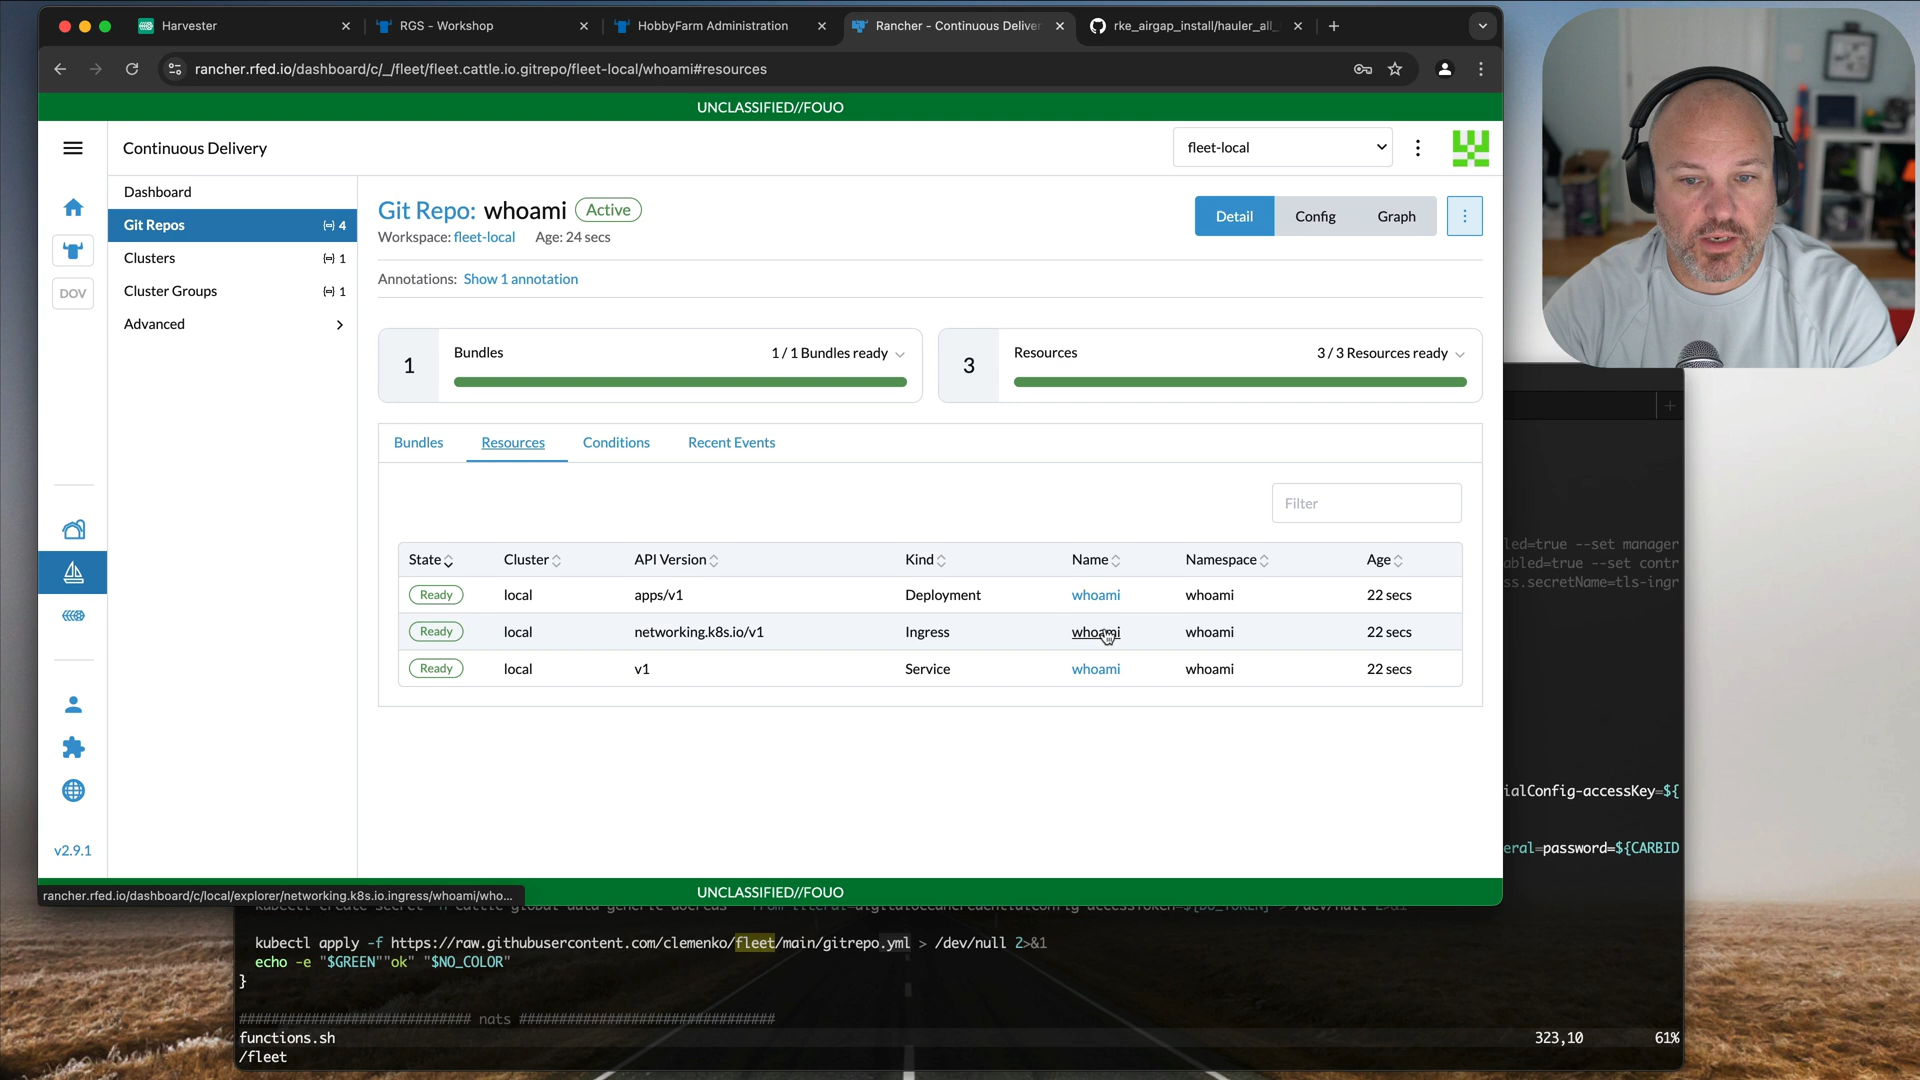 Harvester
RGS - Workshop
HobbyFarm Administration
Rancher - Continuous Deliver
rke_airgap_install/hauler_all_
rancher.rfed.io/dashboard/c/_/fleet/fleet.cattle.io.gitrepo/fleet-local/whoami#resources
UNCLASSIFIED//FOUO
Continuous Delivery
fleet-local
Dashboard
Git Repos 4
Clusters 1
Cluster Groups 1
Advanced
DOV
v2.9.1
Git Repo: whoami Active
Workspace: fleet-local Age: 24 secs
Detail Config Graph
Annotations: Show 1 annotation
1 Bundles 1 / 1 Bundles ready
3 Resources 3 / 3 Resources ready
Bundles Resources Conditions Recent Events
Filter
State Cluster API Version Kind Name Namespace Age
Ready local apps/v1 Deployment whoami whoami 22 secs
Ready local networking.k8s.io/v1 Ingress whoami whoami 22 secs
Ready local v1 Service whoami whoami 22 secs
led=true --set manager
abled=true --set contr
ss.secretName=tls-ingr
ialConfig-accessKey=${
eral=password=${CARBID
UNCLASSIFIED//FOUO
rancher.rfed.io/dashboard/c/local/explorer/networking.k8s.io.ingress/whoami/who...
kubectl apply -f https://raw.githubusercontent.com/clemenko/fleet/main/gitrepo.yml > /dev/null 2>&1
echo -e "$GREEN""ok" "$NO_COLOR"
}
############################ nats ################################
functions.sh 323,10 61%
/fleet